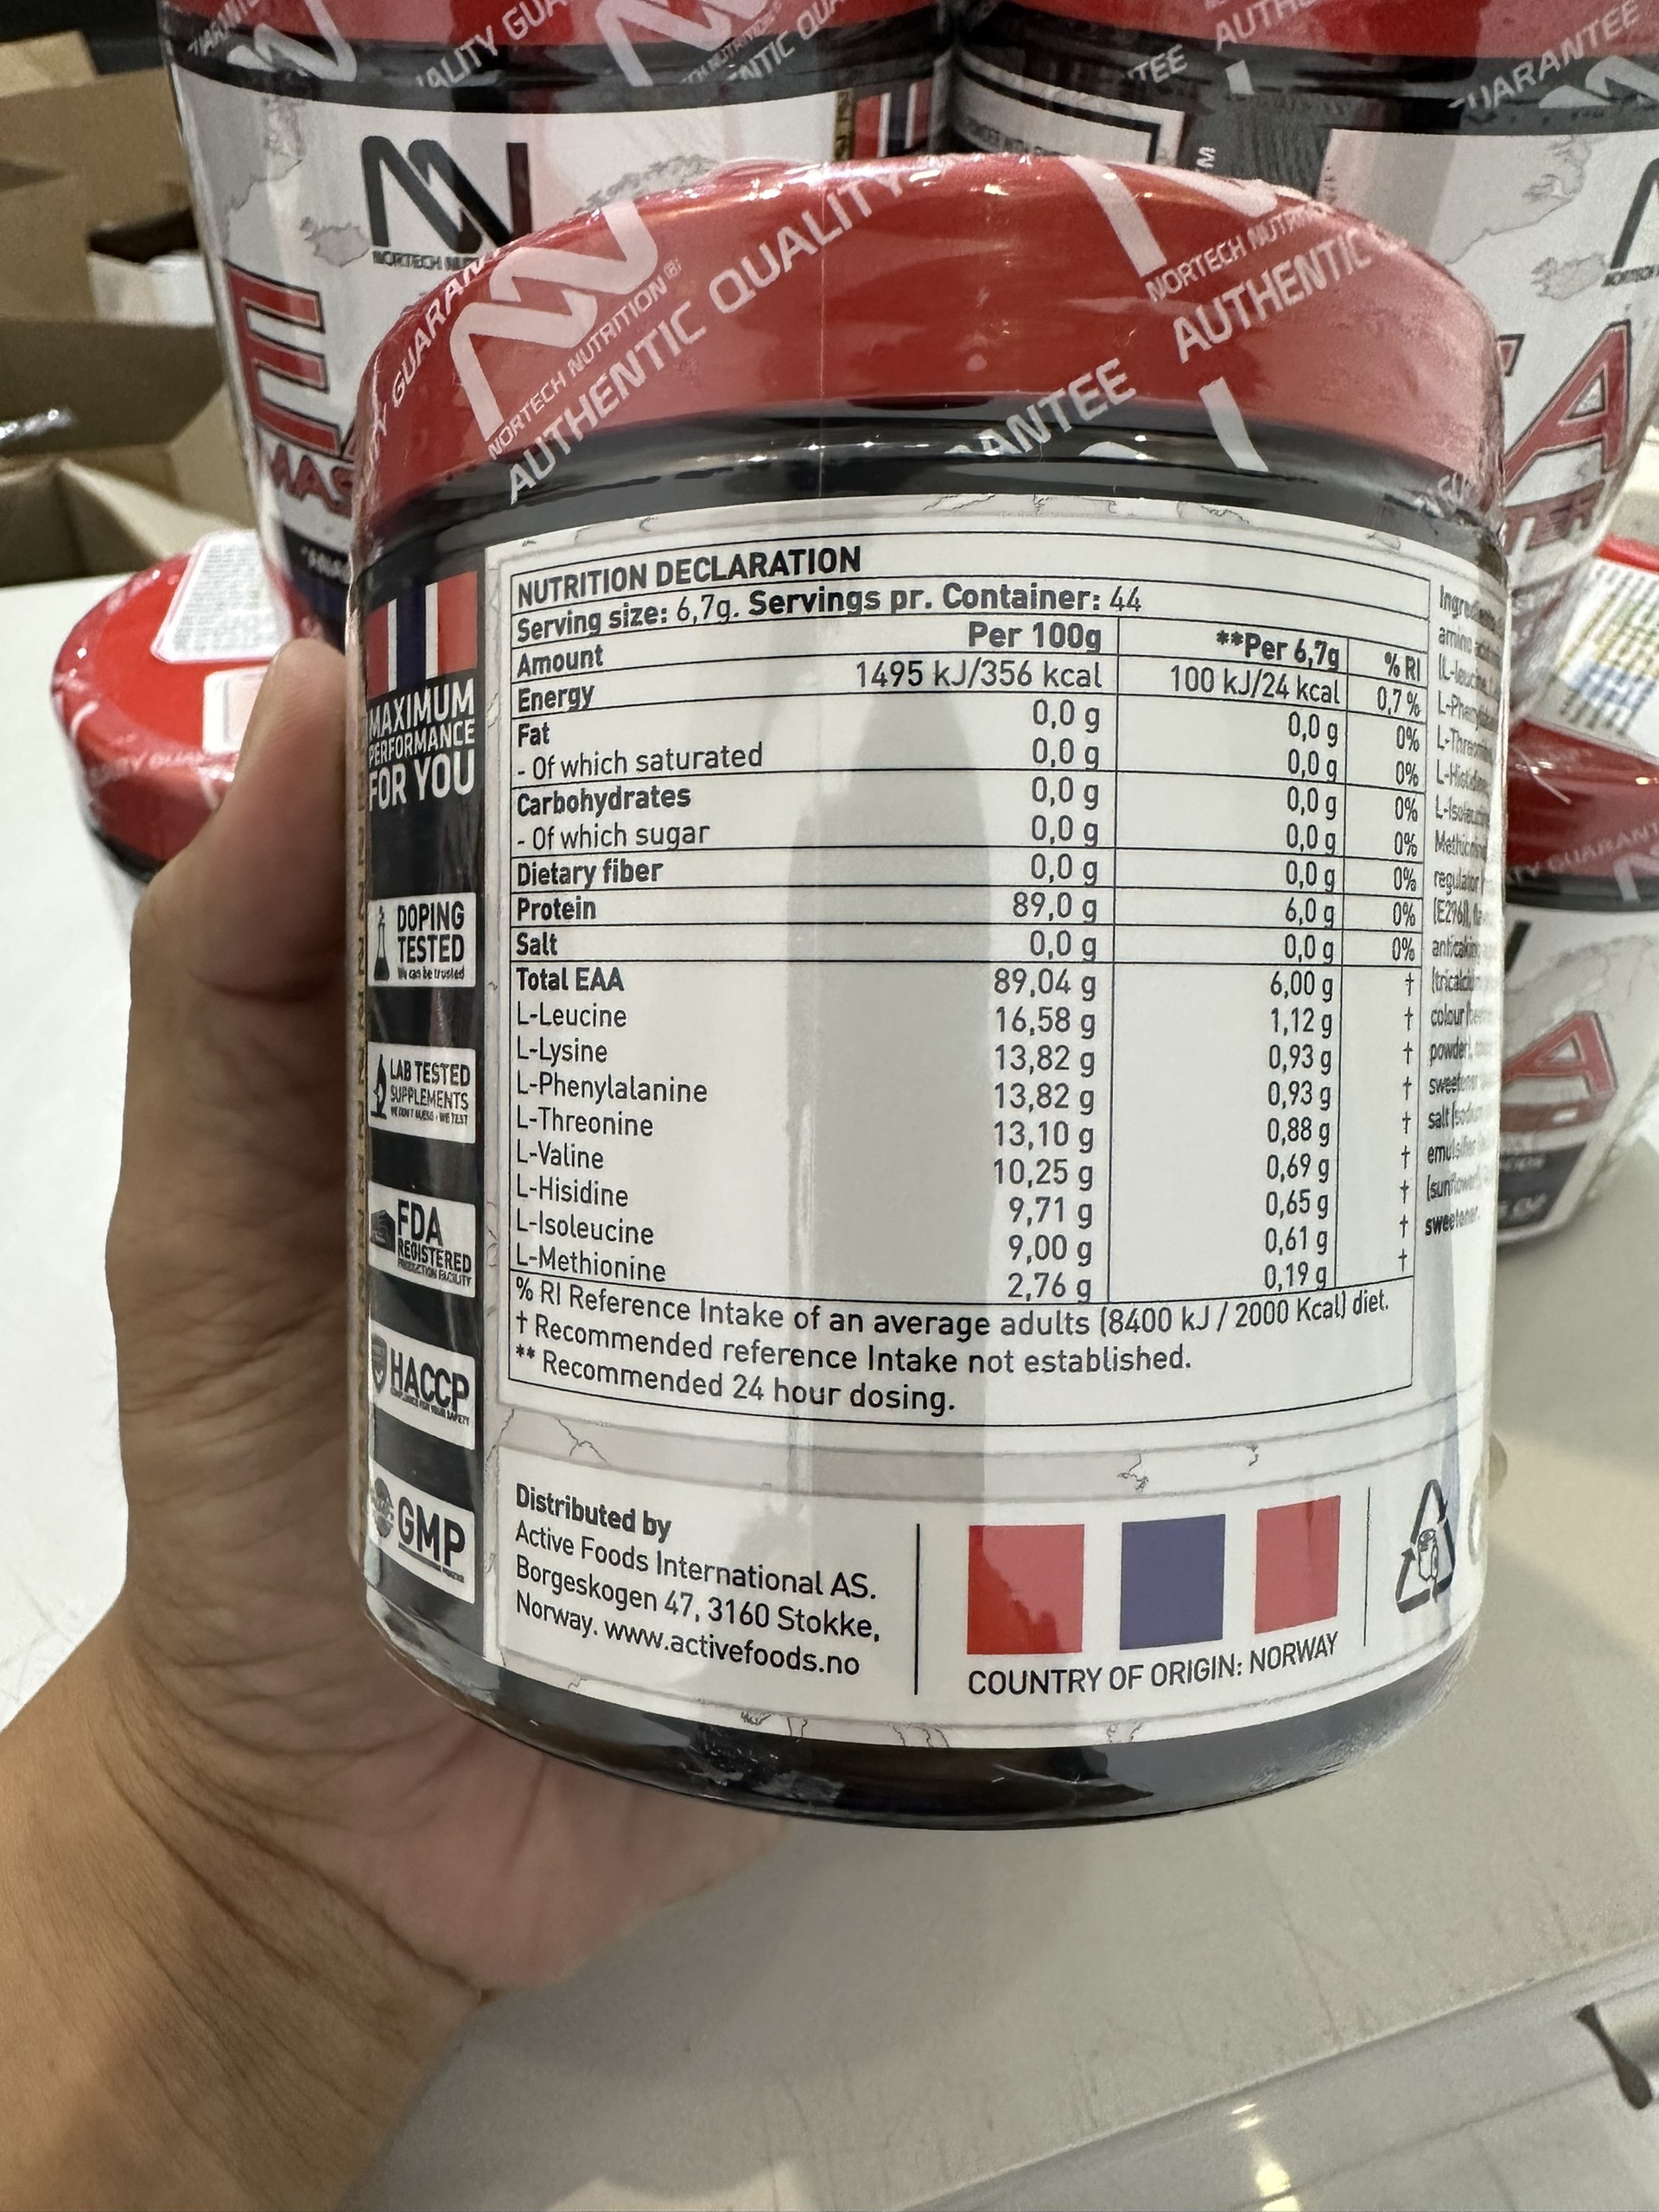 NORTECH NUTRITION®
AUTHENTIC QUALITY
NORTECH
AUTHENTIC
NUTRITION DECLARATION
Serving size: 6,7g. Servings pr. Container: 44
Amount Per 100g **Per 6,7g % RI
Energy 1495 kJ/356 kcal 100 kJ/24 kcal 0,7%
Fat 0,0 g 0,0 g 0%
- Of which saturated 0,0 g 0,0 g 0%
Carbohydrates 0,0 g 0,0 g 0%
- Of which sugar 0,0 g 0,0 g 0%
Dietary fiber 0,0 g 0,0 g 0%
Protein 89,0 g 6,0 g 0%
Salt 0,0 g 0,0 g 0%
Total EAA 89,04 g 6,00 g †
L-Leucine 16,58 g 1,12 g †
L-Lysine 13,82 g 0,93 g †
L-Phenylalanine 13,82 g 0,93 g †
L-Threonine 13,10 g 0,88 g †
L-Valine 10,25 g 0,69 g †
L-Hisidine 9,71 g 0,65 g †
L-Isoleucine 9,00 g 0,61 g †
L-Methionine 2,76 g 0,19 g †
% RI Reference Intake of an average adults (8400 kJ / 2000 Kcal) diet.
† Recommended reference Intake not established.
** Recommended 24 hour dosing.
Distributed by
Active Foods International AS.
Borgeskogen 47, 3160 Stokke,
Norway. www.activefoods.no
COUNTRY OF ORIGIN: NORWAY
MAXIMUM
PERFORMANCE
FOR YOU
DOPING
TESTED
We can be trusted
LAB TESTED
SUPPLEMENTS
FDA
REGISTERED
PRODUCTION FACILITY
HACCP
GMP